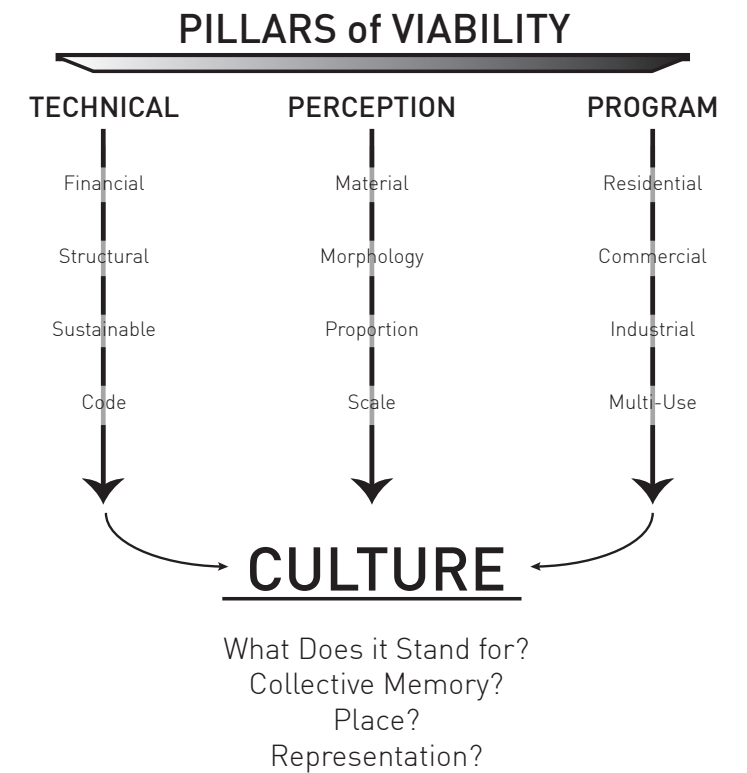 PILLARS of VIABILITY
TECHNICAL
Financial
Structural
Sustainable
Code
PERCEPTION
Material
Morphology
Proportion
Scale
PROGRAM
Residential
Commercial
Industrial
Multi-Use
CULTURE
What Does it Stand for?
Collective Memory?
Place?
Representation?